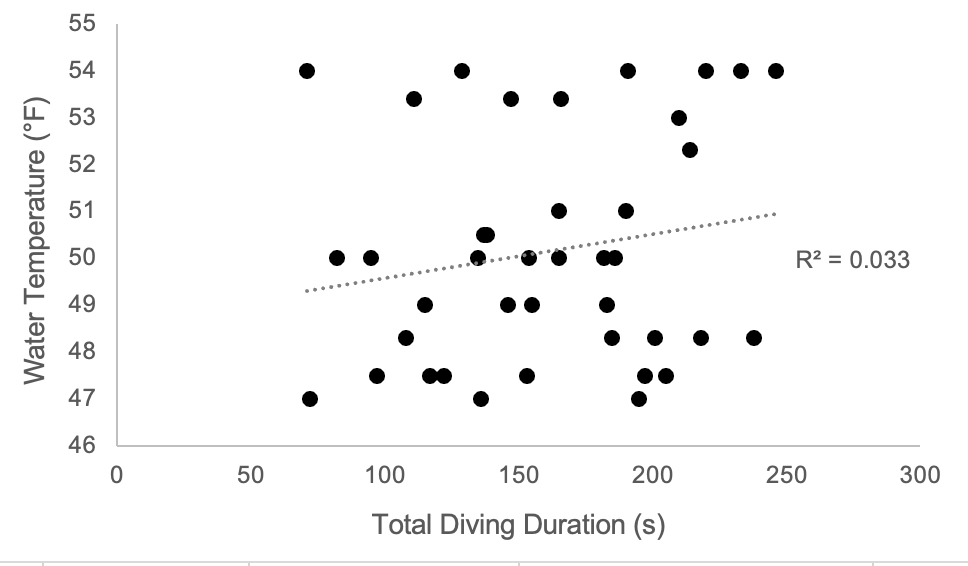 55
54
53
52
51
50
49
48
47
46
Water Temperature (°F)
R² = 0.033
0 50 100 150 200 250 300
Total Diving Duration (s)